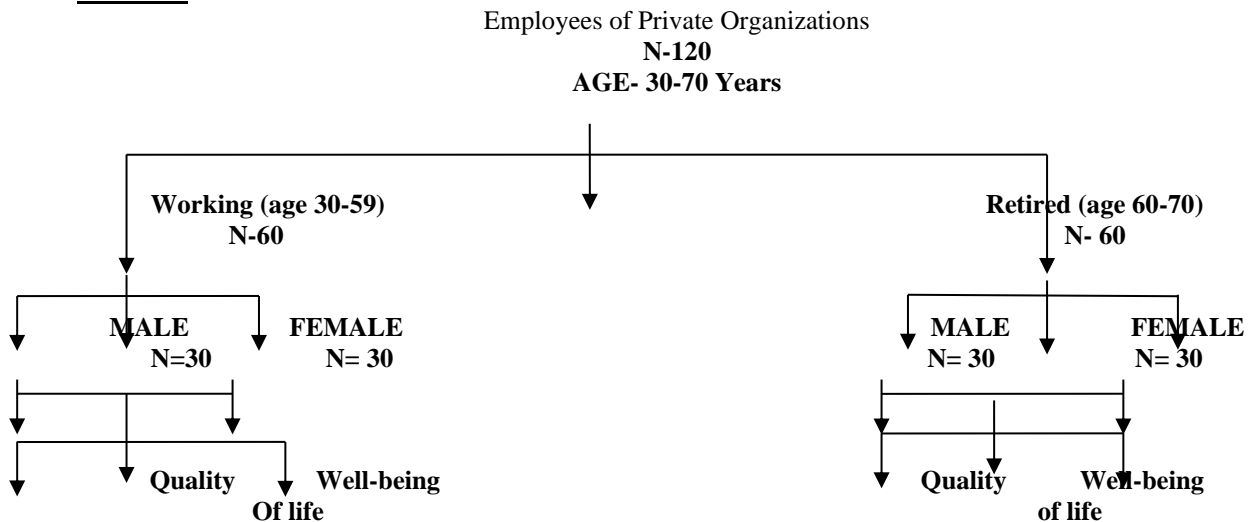 Employees of Private Organizations
N-120
AGE- 30-70 Years
Working (age 30-59) Retired (age 60-70)
N-60 N- 60
MALE FEMALE MALE FEMALE
N=30 N= 30 N= 30 N= 30
Quality Well-being Quality Well-being
Of life of life